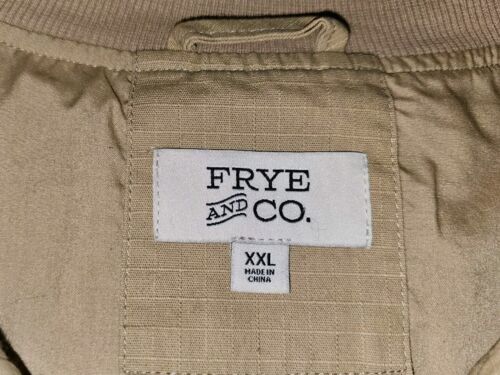 FRYE
AND CO.
XXL
MADE IN
CHINA